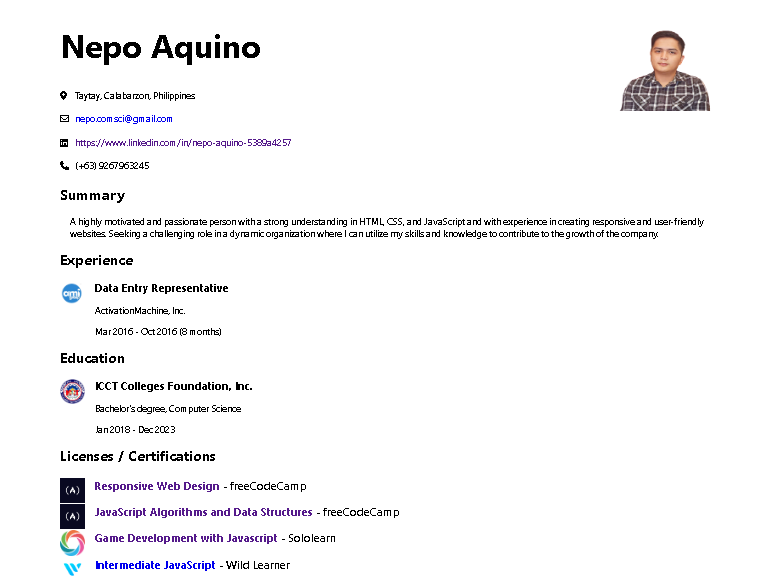 Nepo Aquino
Taytay, Calabarzon, Philippines
nepo.comsci@gmail.com
https://www.linkedin.com/in/nepo-aquino-5389a4257
(+63) 9267963245
Summary
A highly motivated and passionate person with a strong understanding in HTML, CSS, and JavaScript and with experience in creating responsive and user-friendly
websites. Seeking a challenging role in a dynamic organization where I can utilize my skills and knowledge to contribute to the growth of the company.
Experience
ami
Data Entry Representative
ActivationMachine, Inc.
Mar 2016 - Oct 2016 (8 months)
Education
ICCT Colleges Foundation, Inc.
Bachelor's degree, Computer Science
Jan 2018 - Dec 2023
Licenses / Certifications
(A) Responsive Web Design - freeCodeCamp
(A) JavaScript Algorithms and Data Structures - freeCodeCamp
Game Development with Javascript - Sololearn
Intermediate JavaScript - Wild Learner